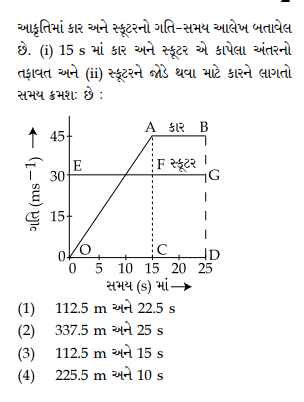 આકૃતિમાં કાર અને સ્કૂટરનો ગતિ-સમય આલેખ બતાવેલ
છે. (i) 15 s માં કાર અને સ્કૂટર એ કાપેલા અંતરનો
તફાવત અને (ii) સ્કૂટરને જોડે થવા માટે કારને લાગતો
સમય ક્રમશઃ છે :
A કાર B
45
E F સ્કૂટર G
30
ગતિ (ms⁻¹)
15
0 O C D
0 5 10 15 20 25
સમય (s) માં
(1) 112.5 m અને 22.5 s
(2) 337.5 m અને 25 s
(3) 112.5 m અને 15 s
(4) 225.5 m અને 10 s